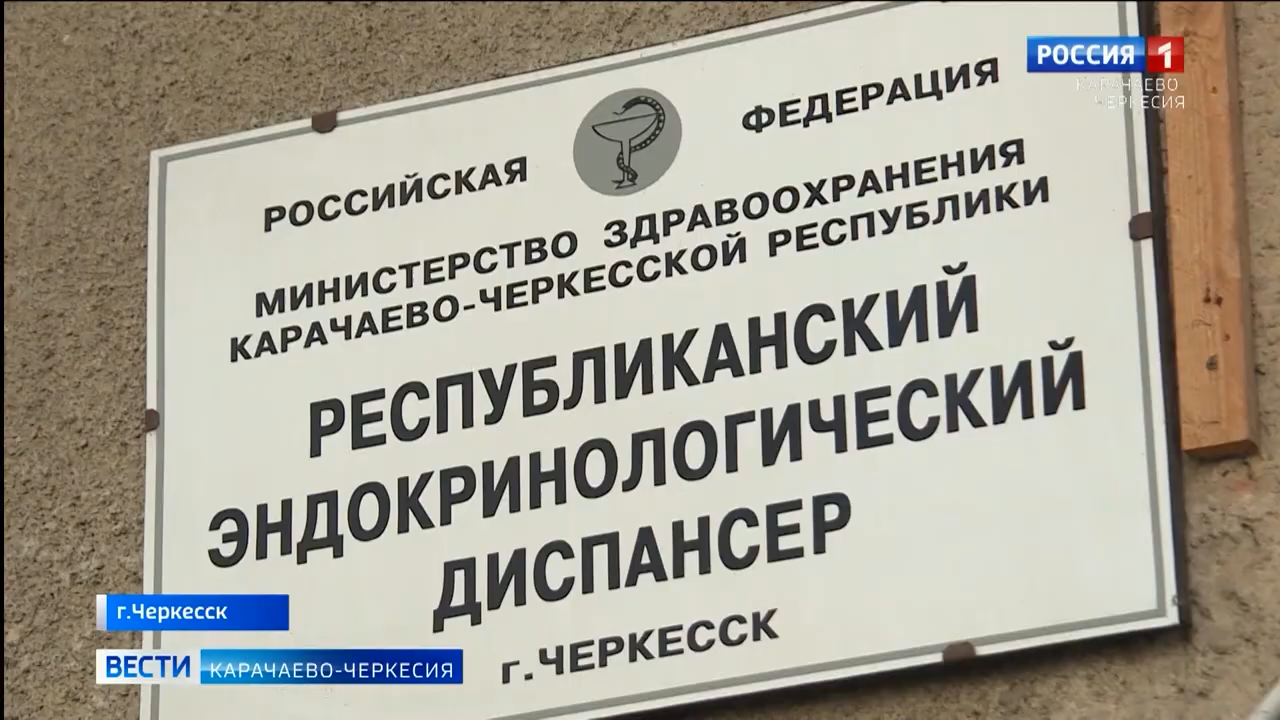 РОССИЯ 1
КАРАЧАЕВО
ЧЕРКЕСИЯ
РОССИЙСКАЯ ФЕДЕРАЦИЯ
МИНИСТЕРСТВО ЗДРАВООХРАНЕНИЯ
КАРАЧАЕВО-ЧЕРКЕССКОЙ РЕСПУБЛИКИ
РЕСПУБЛИКАНСКИЙ
ЭНДОКРИНОЛОГИЧЕСКИЙ
ДИСПАНСЕР
г. ЧЕРКЕССК
г.Черкесск
ВЕСТИ КАРАЧАЕВО-ЧЕРКЕСИЯ